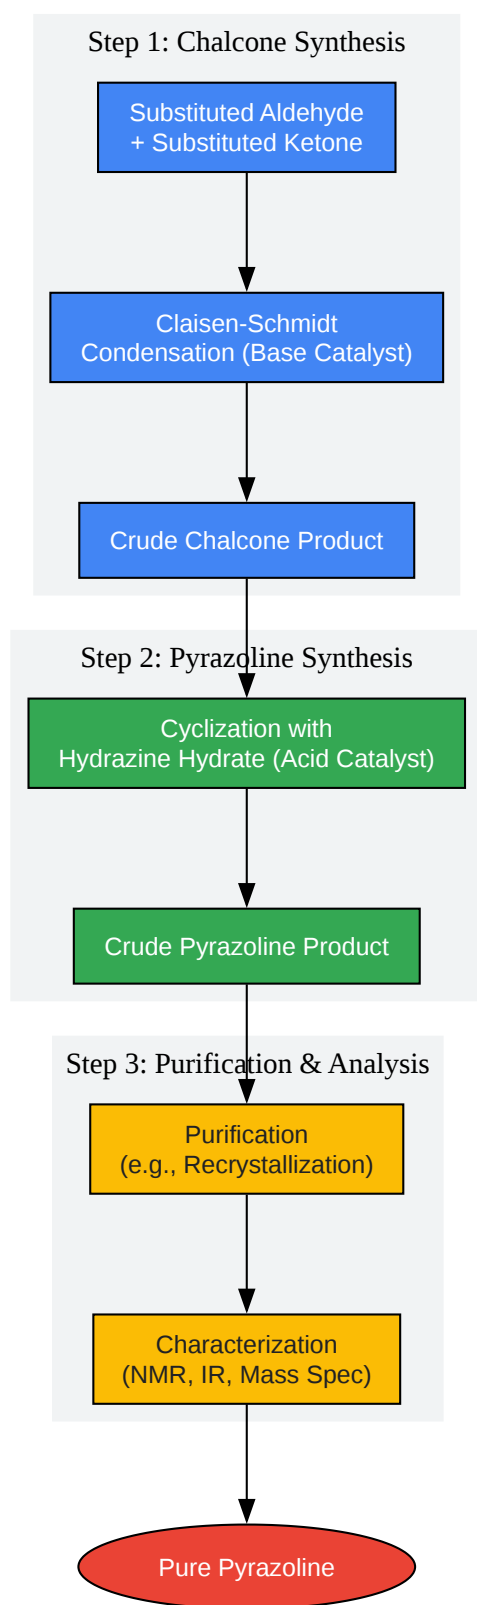 Step 1: Chalcone Synthesis
Substituted Aldehyde
+ Substituted Ketone
Claisen-Schmidt
Condensation (Base Catalyst)
Crude Chalcone Product
Step 2: Pyrazoline Synthesis
Cyclization with
Hydrazine Hydrate (Acid Catalyst)
Crude Pyrazoline Product
Step 3: Purification & Analysis
Purification
(e.g., Recrystallization)
Characterization
(NMR, IR, Mass Spec)
Pure Pyrazoline